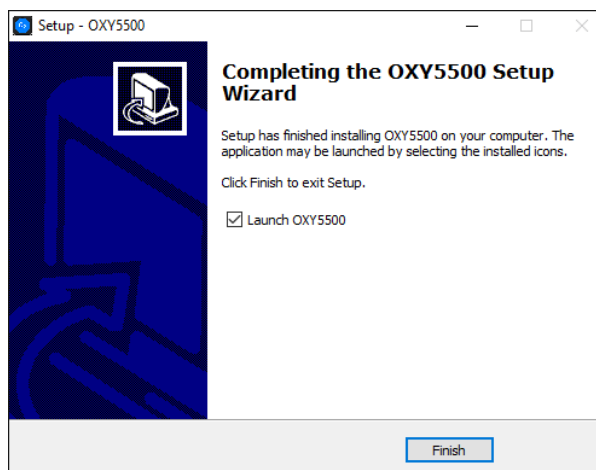 Setup - OXY5500
Completing the OXY5500 Setup
Wizard
Setup has finished installing OXY5500 on your computer. The
application may be launched by selecting the installed icons.
Click Finish to exit Setup.
Launch OXY5500
Finish